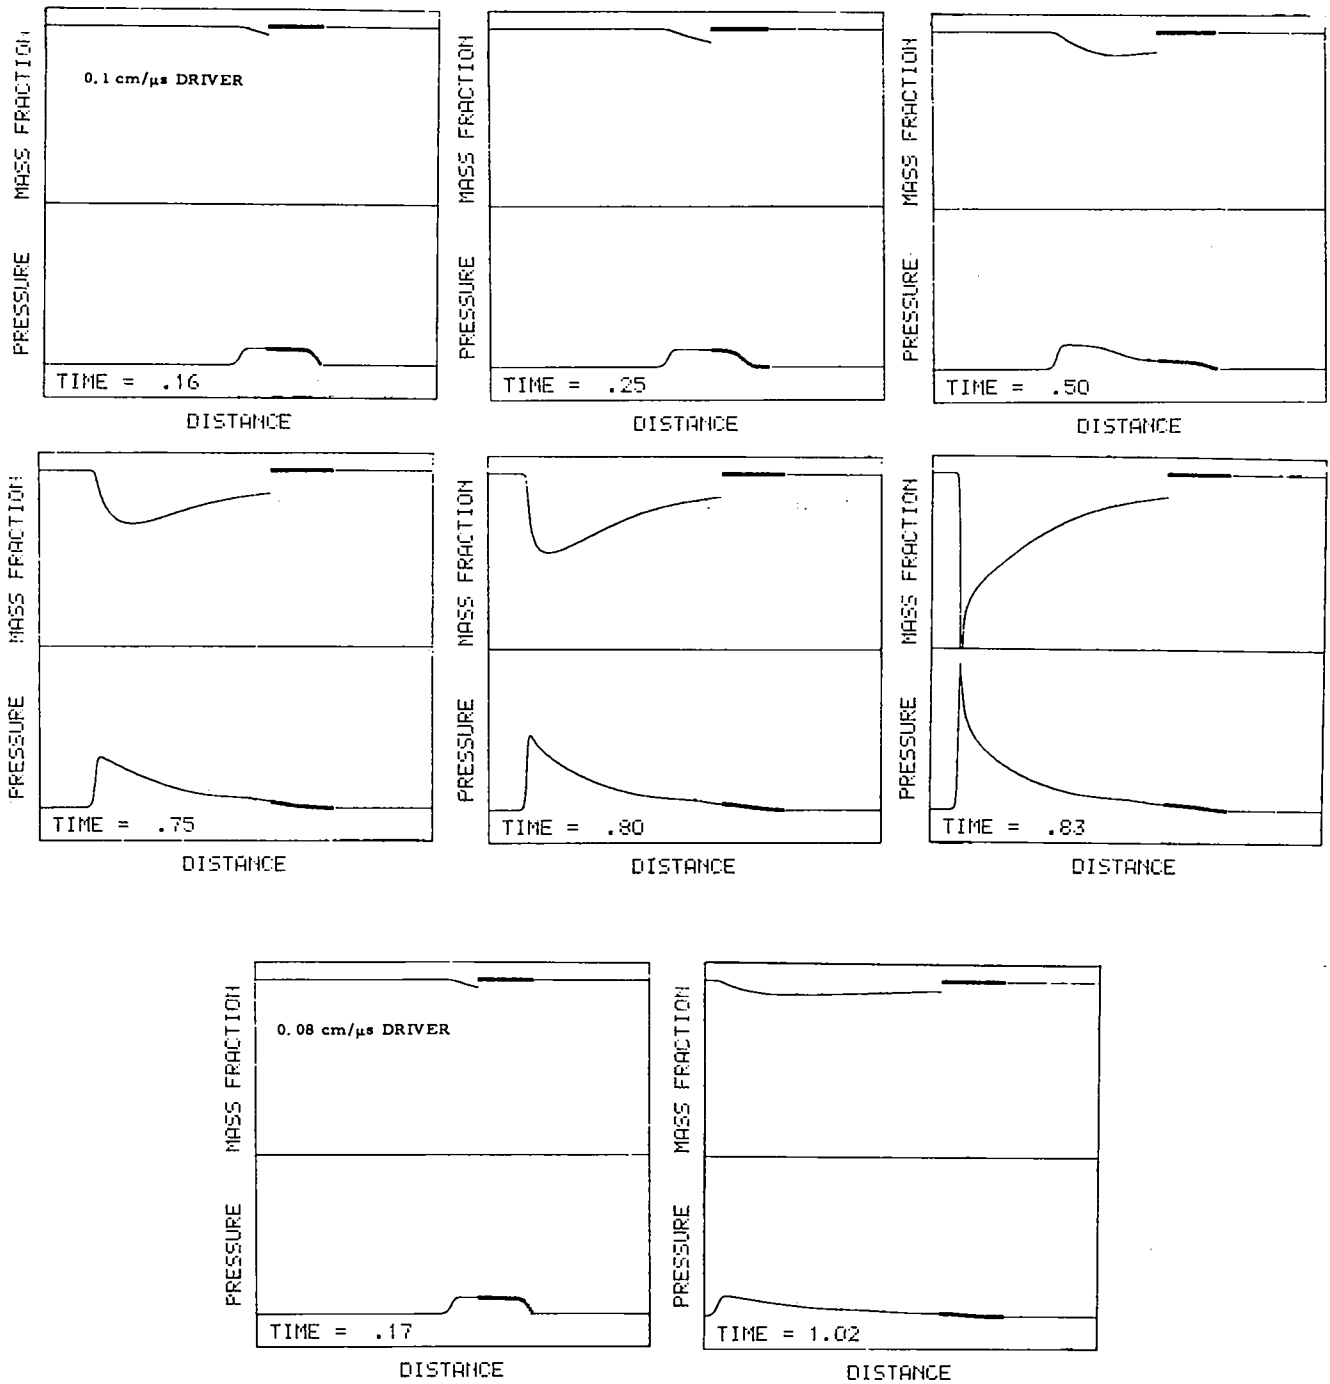 MASS FRACTION
0.1 cm/μs DRIVER
PRESSURE
TIME = .16
DISTANCE
MASS FRACTION
PRESSURE
TIME = .25
DISTANCE
MASS FRACTION
PRESSURE
TIME = .50
DISTANCE
MASS FRACTION
PRESSURE
TIME = .75
DISTANCE
MASS FRACTION
PRESSURE
TIME = .80
DISTANCE
MASS FRACTION
PRESSURE
TIME = .83
DISTANCE
MASS FRACTION
0.08 cm/μs DRIVER
PRESSURE
TIME = .17
DISTANCE
MASS FRACTION
PRESSURE
TIME = 1.02
DISTANCE